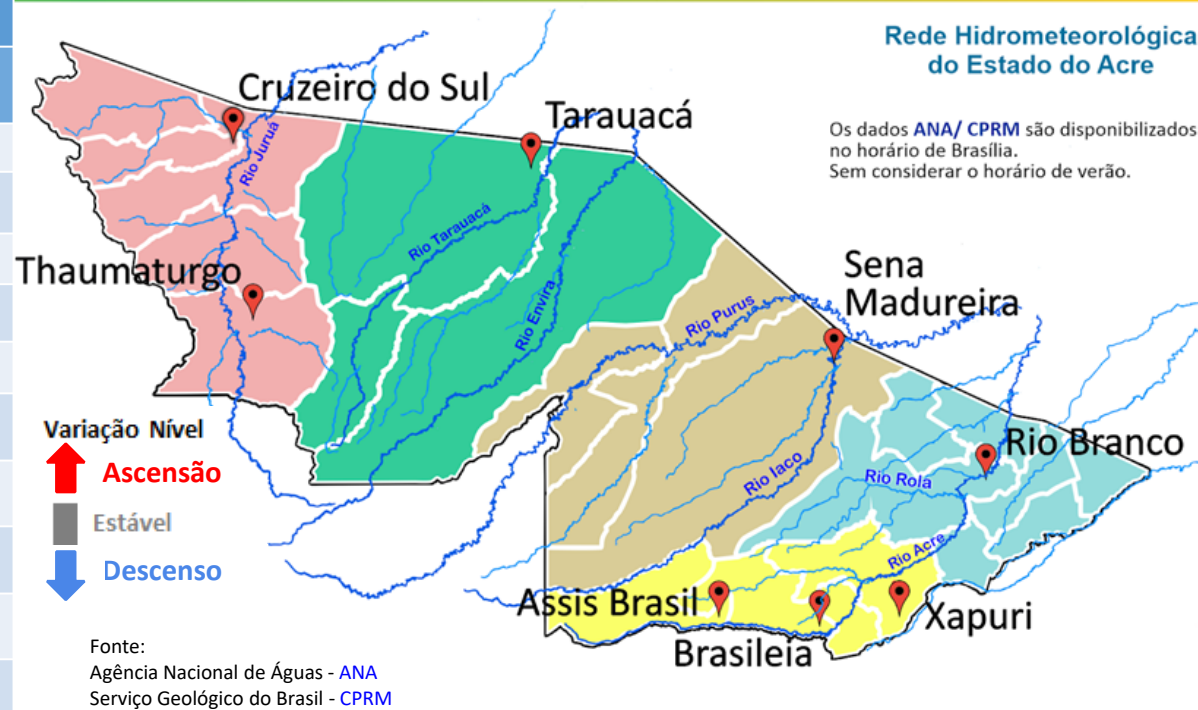 Rede Hidrometeorológica
do Estado do Acre
Os dados ANA/ CPRM são disponibilizados
no horário de Brasília.
Sem considerar o horário de verão.
Cruzeiro do Sul
Tarauacá
Rio Juruá
Rio Tarauacá
Thaumaturgo
Rio Envira
Rio Purus
Sena
Madureira
Variação Nível
Ascensão
Estável
Descenso
Rio Branco
Rio Iaco
Rio Rola
Rio Acre
Assis Brasil
Xapuri
Brasileia
Fonte:
Agência Nacional de Águas - ANA
Serviço Geológico do Brasil - CPRM